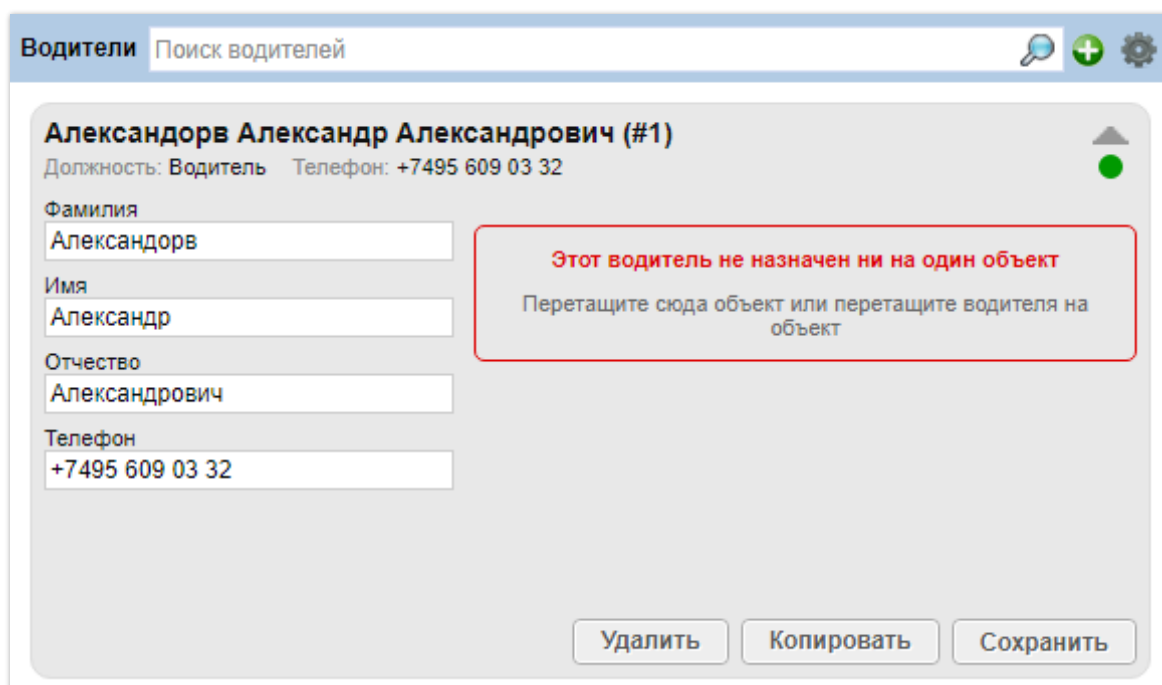 Водители Поиск водителей
Александорв Александр Александрович (#1)
Должность: Водитель Телефон: +7495 609 03 32
Фамилия
Александорв
Этот водитель не назначен ни на один объект
Перетащите сюда объект или перетащите водителя на
объект
Имя
Александр
Отчество
Александрович
Телефон
+7495 609 03 32
Удалить Копировать Сохранить